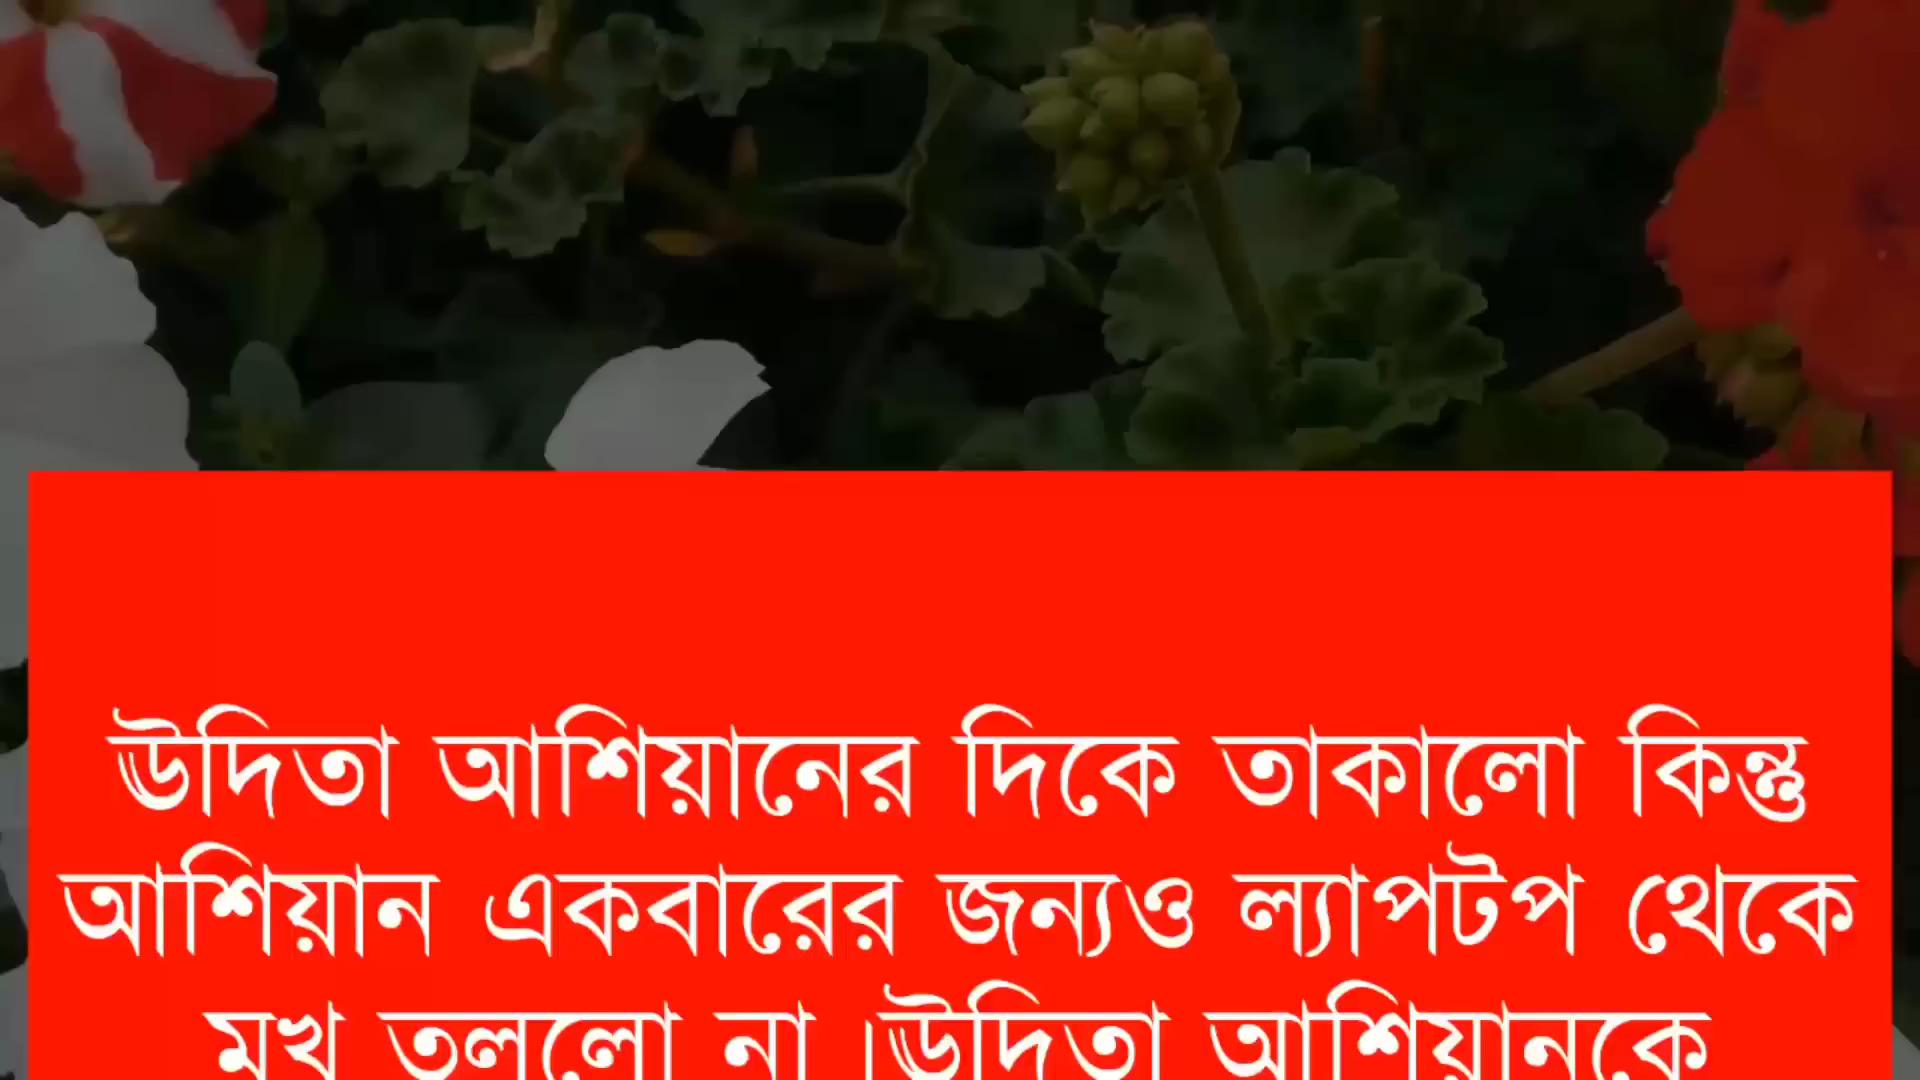 উদিতা আশিয়ানের দিকে তাকালো কিন্তু
আশিয়ান একবারের জন্যও ল্যাপটপ থেকে
মুখ তুললো না।উদিতা আশিয়ানকে